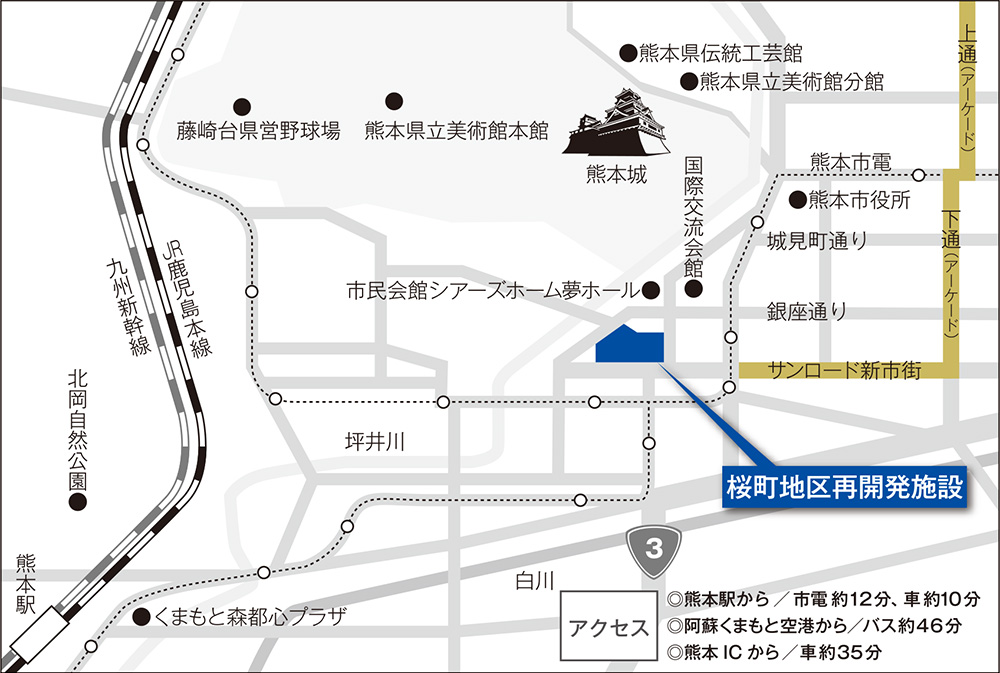 上通（アーケード）
熊本県伝統工芸館
熊本県立美術館分館
藤崎台県営野球場
熊本県立美術館本館
熊本城
国際交流会館
熊本市電
熊本市役所
城見町通り
下通（アーケード）
市民会館シアーズホーム夢ホール
銀座通り
サンロード新市街
JR鹿児島本線
九州新幹線
北岡自然公園
坪井川
桜町地区再開発施設
3
熊本駅
白川
くまもと森都心プラザ
アクセス
◎熊本駅から／市電 約12分、車 約10分
◎阿蘇くまもと空港から／バス約46分
◎熊本ICから／車 約35分